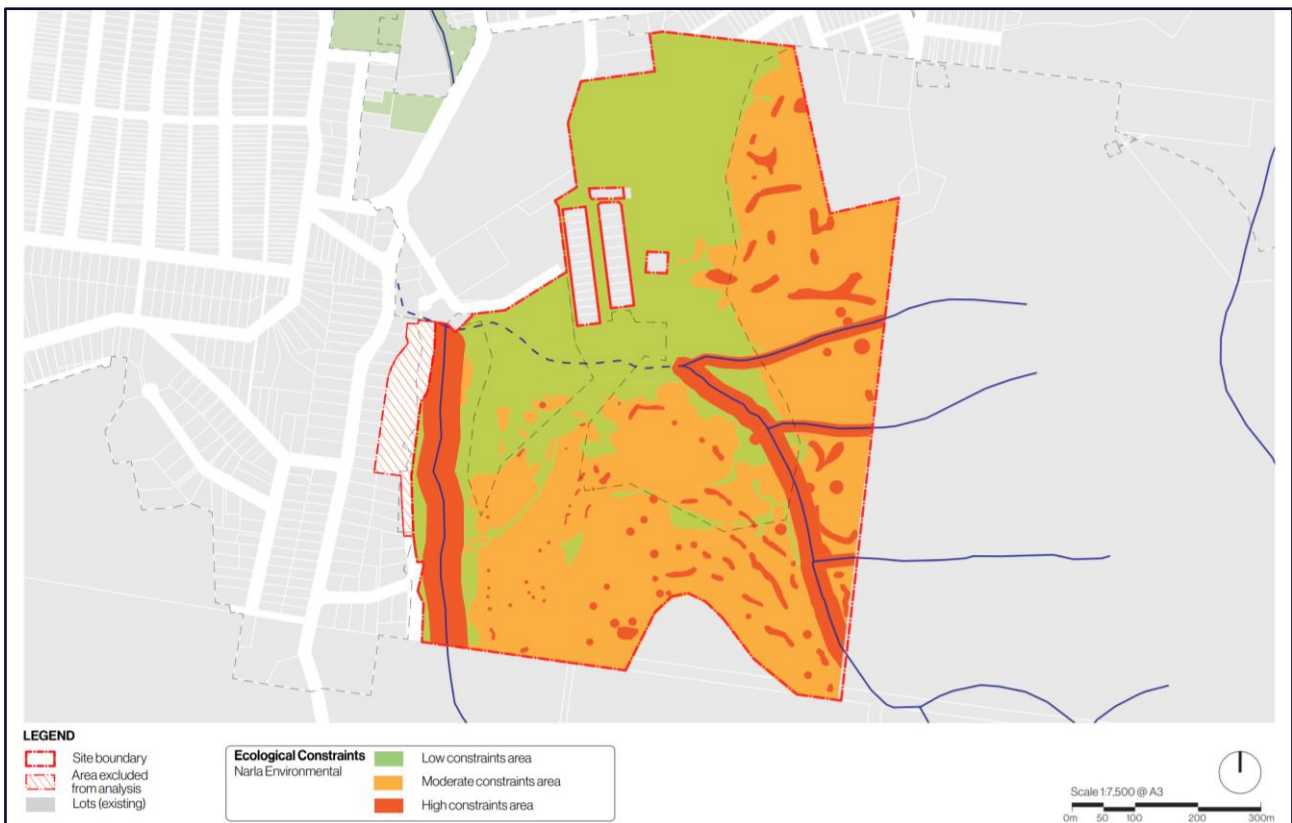 LEGEND
Site boundary
Area excluded
from analysis
Lots (existing)
Ecological Constraints
Narla Environmental
Low constraints area
Moderate constraints area
High constraints area
Scale 1:7,500 @ A3
0m 50 100 200 300m